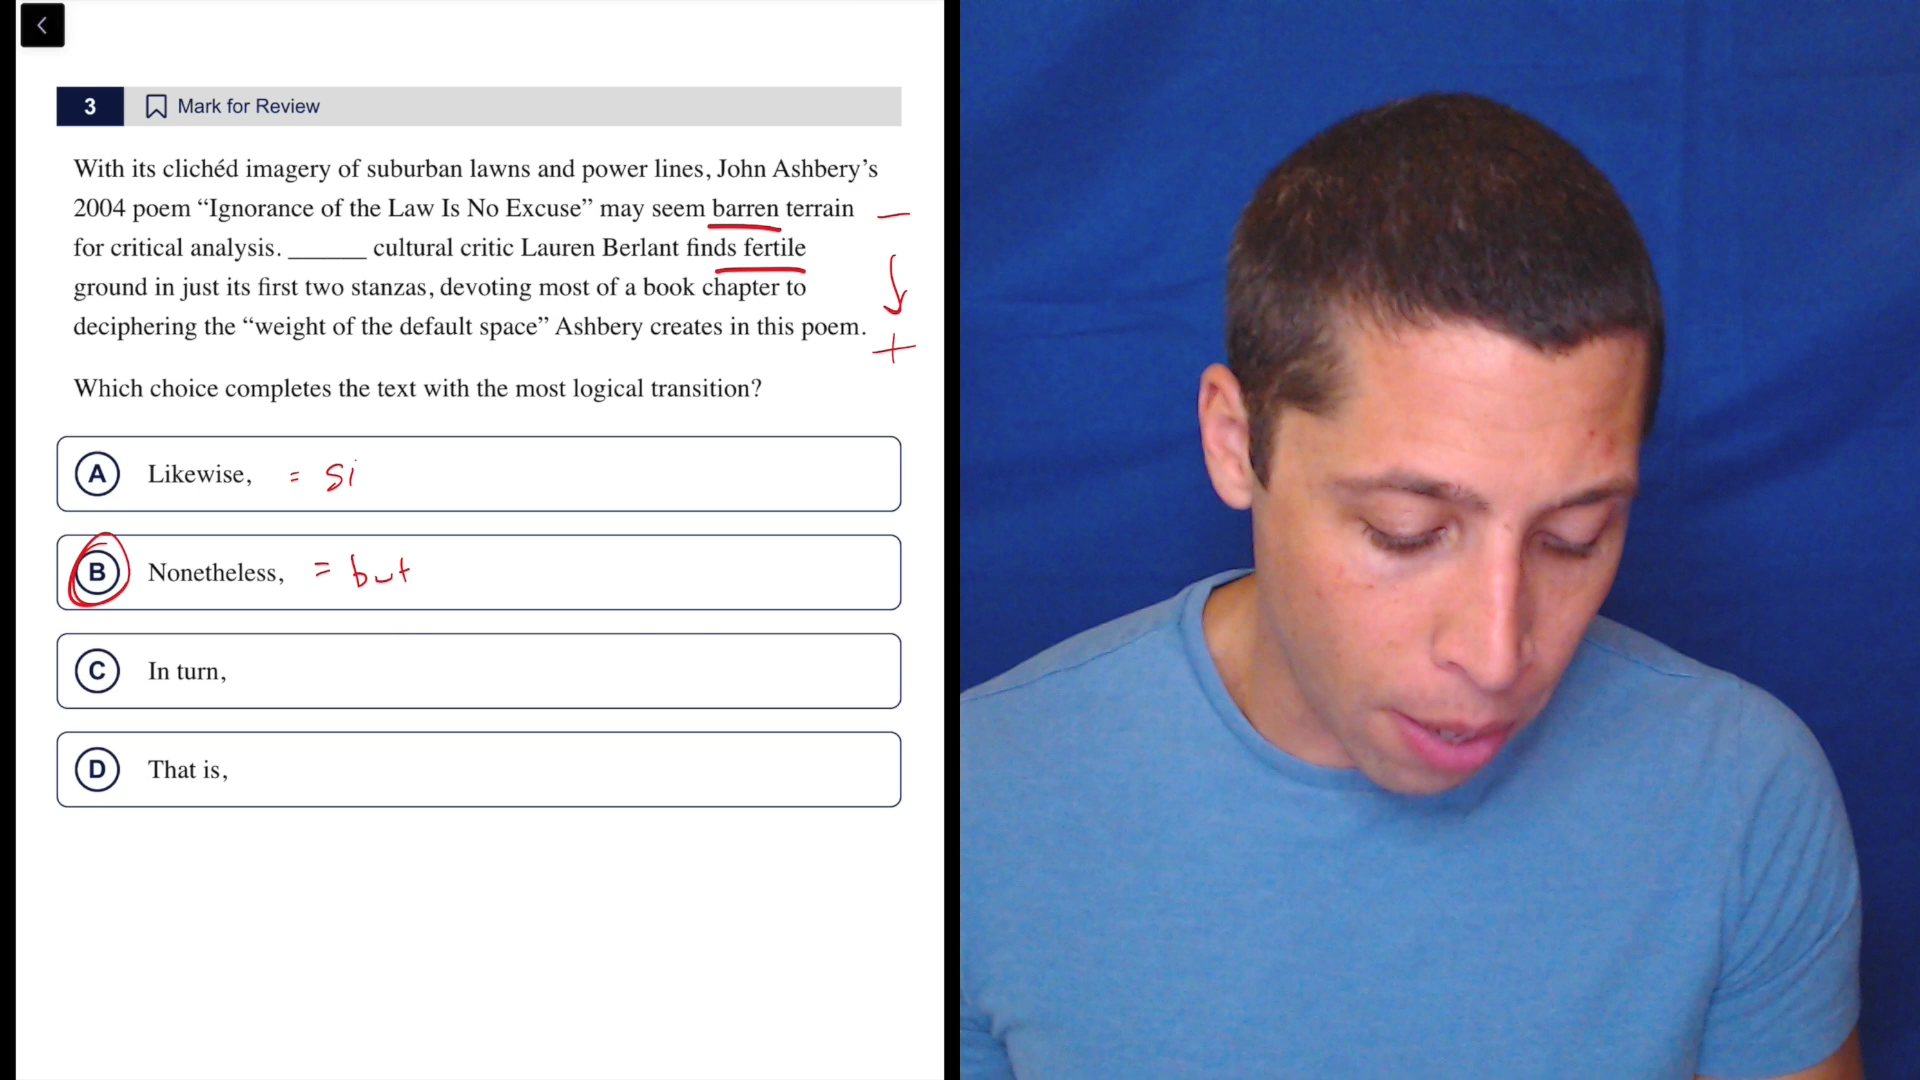 3 Mark for Review
With its clichéd imagery of suburban lawns and power lines, John Ashbery’s
2004 poem “Ignorance of the Law Is No Excuse” may seem barren terrain −
for critical analysis. ______ cultural critic Lauren Berlant finds fertile
ground in just its first two stanzas, devoting most of a book chapter to
deciphering the “weight of the default space” Ashbery creates in this poem. +
Which choice completes the text with the most logical transition?
A Likewise, = si
B Nonetheless, = but
C In turn,
D That is,